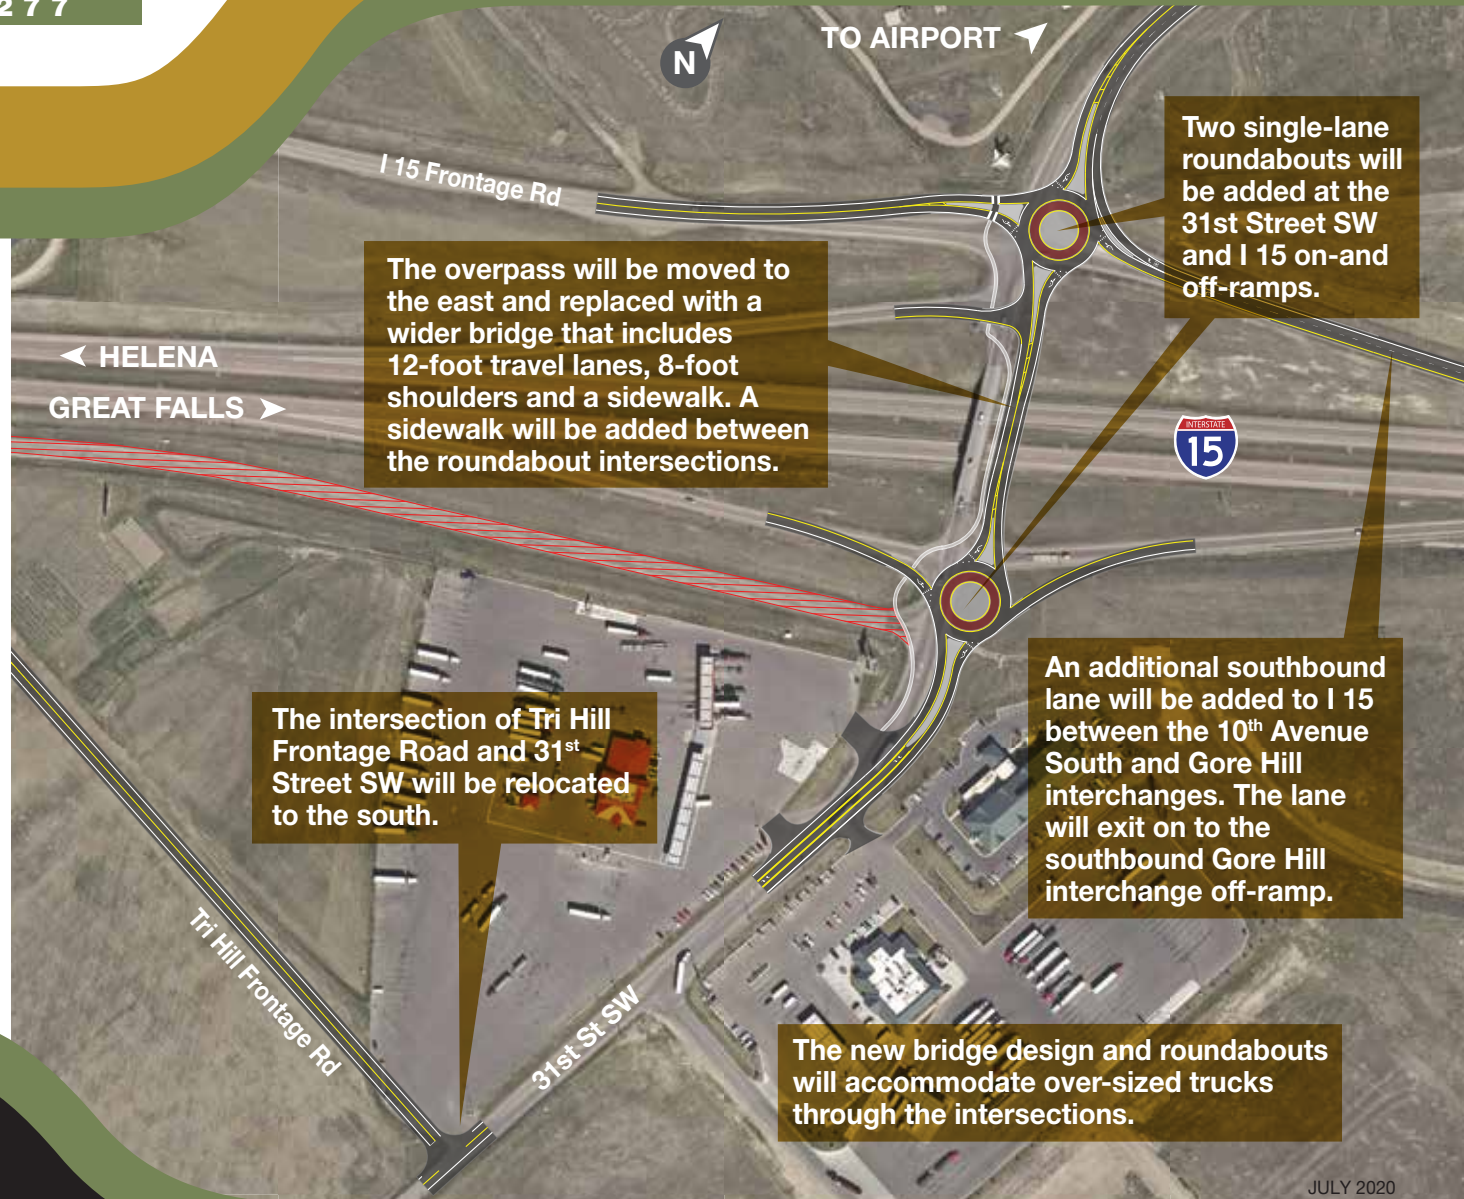 277
N
TO AIRPORT
I 15 Frontage Rd
Two single-lane
roundabouts will
be added at the
31st Street SW
and I 15 on-and
off-ramps.
The overpass will be moved to
the east and replaced with a
wider bridge that includes
12-foot travel lanes, 8-foot
shoulders and a sidewalk. A
sidewalk will be added between
the roundabout intersections.
HELENA
GREAT FALLS
INTERSTATE
15
An additional southbound
lane will be added to I 15
between the 10th Avenue
South and Gore Hill
interchanges. The lane
will exit on to the
southbound Gore Hill
interchange off-ramp.
The intersection of Tri Hill
Frontage Road and 31st
Street SW will be relocated
to the south.
Tri Hill Frontage Rd
31st St SW
The new bridge design and roundabouts
will accommodate over-sized trucks
through the intersections.
JULY 2020